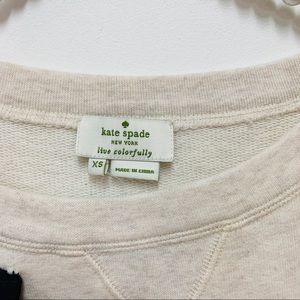 kate spade
NEW YORK
live colorfully
XS
MADE IN CHINA